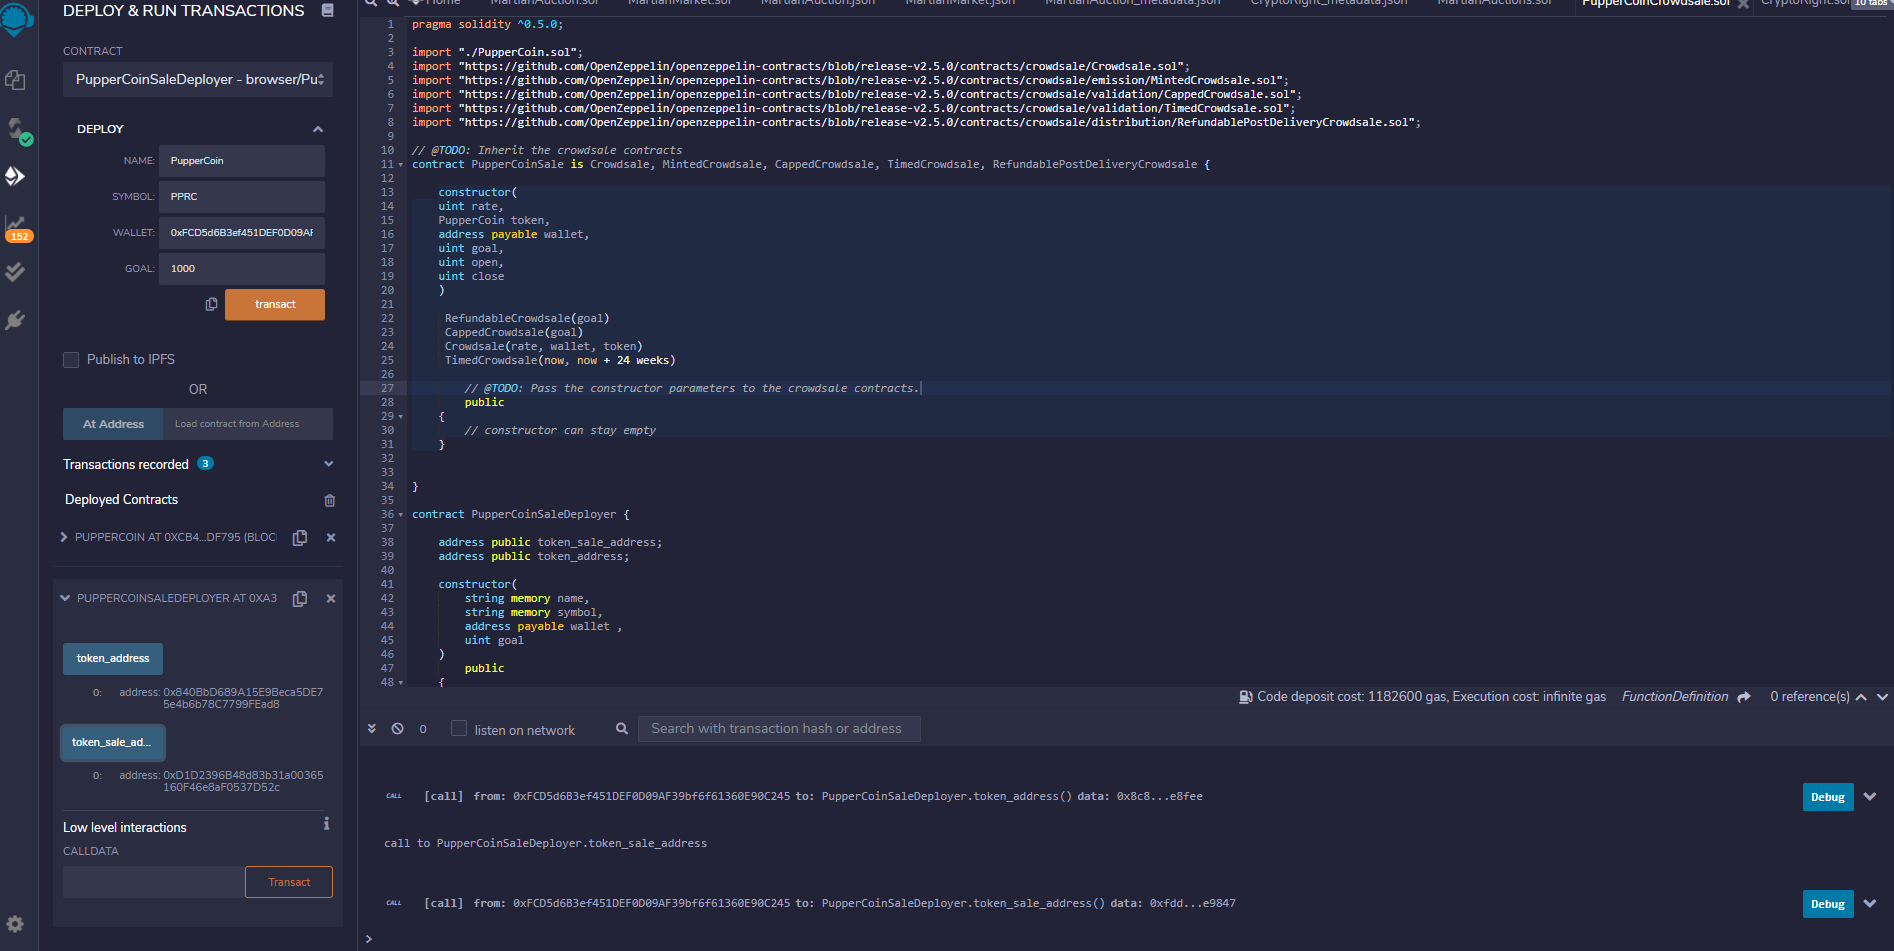 DEPLOY & RUN TRANSACTIONS
CONTRACT
PupperCoinSaleDeployer - browser/Pu
DEPLOY
NAME: PupperCoin
SYMBOL: PPRC
WALLET: 0xFCD5d6B3ef451DEF0D09AF
GOAL: 1000
transact
Publish to IPFS
OR
At Address Load contract from Address
Transactions recorded 3
Deployed Contracts
PUPPERCOIN AT 0XCB4...DF795 (BLOC
PUPPERCOINSALEDEPLOYER AT 0XA3
token_address
0: address: 0x840BbD689A15E9Beca5DE7
5e4b6b78C7799FEad8
token_sale_ad...
0: address: 0xD1D2396B48d83b31a00365
160F46e8aF0537D52c
Low level interactions
CALLDATA
Transact
152
Home MartianAuction.sol MartianMarket.sol MartianAuction.json MartianMarket.json MartianAuction_metadata.json CryptoRight_metadata.json MartianAuctions.sol PupperCoinCrowdsale.sol CryptoRight.sol 10 tabs
1 pragma solidity ^0.5.0;
2
3 import "./PupperCoin.sol";
4 import "https://github.com/OpenZeppelin/openzeppelin-contracts/blob/release-v2.5.0/contracts/crowdsale/Crowdsale.sol";
5 import "https://github.com/OpenZeppelin/openzeppelin-contracts/blob/release-v2.5.0/contracts/crowdsale/emission/MintedCrowdsale.sol";
6 import "https://github.com/OpenZeppelin/openzeppelin-contracts/blob/release-v2.5.0/contracts/crowdsale/validation/CappedCrowdsale.sol";
7 import "https://github.com/OpenZeppelin/openzeppelin-contracts/blob/release-v2.5.0/contracts/crowdsale/validation/TimedCrowdsale.sol";
8 import "https://github.com/OpenZeppelin/openzeppelin-contracts/blob/release-v2.5.0/contracts/crowdsale/distribution/RefundablePostDeliveryCrowdsale.sol";
9
10 // @TODO: Inherit the crowdsale contracts
11 contract PupperCoinSale is Crowdsale, MintedCrowdsale, CappedCrowdsale, TimedCrowdsale, RefundablePostDeliveryCrowdsale {
12
13 constructor(
14 uint rate,
15 PupperCoin token,
16 address payable wallet,
17 uint goal,
18 uint open,
19 uint close
20 )
21
22 RefundableCrowdsale(goal)
23 CappedCrowdsale(goal)
24 Crowdsale(rate, wallet, token)
25 TimedCrowdsale(now, now + 24 weeks)
26
27 // @TODO: Pass the constructor parameters to the crowdsale contracts.
28 public
29 {
30 // constructor can stay empty
31 }
32
33
34 }
35
36 contract PupperCoinSaleDeployer {
37
38 address public token_sale_address;
39 address public token_address;
40
41 constructor(
42 string memory name,
43 string memory symbol,
44 address payable wallet ,
45 uint goal
46 )
47 public
48 {
Code deposit cost: 1182600 gas, Execution cost: infinite gas FunctionDefinition 0 reference(s)
0 listen on network Search with transaction hash or address
CALL [call] from: 0xFCD5d6B3ef451DEF0D09AF39bf6f61360E90C245 to: PupperCoinSaleDeployer.token_address() data: 0x8c8...e8fee Debug
call to PupperCoinSaleDeployer.token_sale_address
CALL [call] from: 0xFCD5d6B3ef451DEF0D09AF39bf6f61360E90C245 to: PupperCoinSaleDeployer.token_sale_address() data: 0xfdd...e9847 Debug
>